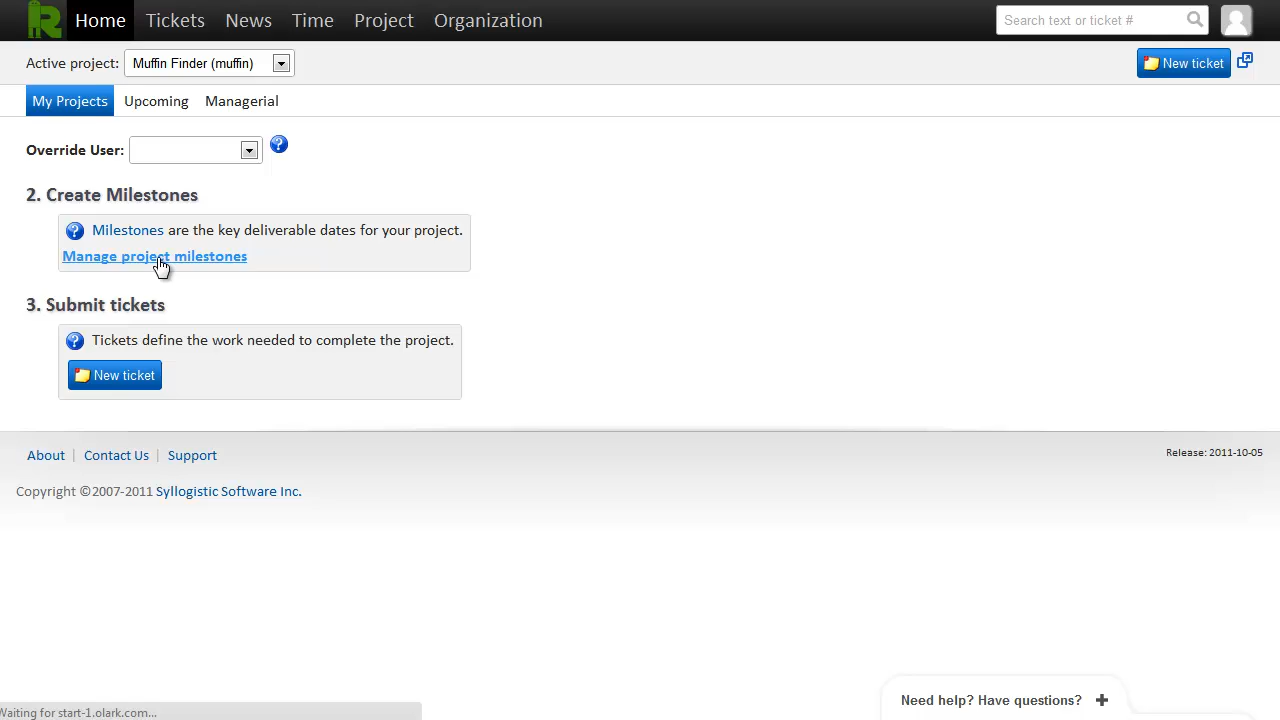 Home Tickets News Time Project Organization Search text or ticket #
Active project: Muffin Finder (muffin) New ticket
My Projects Upcoming Managerial
Override User: ?
2. Create Milestones
? Milestones are the key deliverable dates for your project.
Manage project milestones
3. Submit tickets
? Tickets define the work needed to complete the project.
New ticket
About | Contact Us | Support Release: 2011-10-05
Copyright ©2007-2011 Syllogistic Software Inc.
Need help? Have questions? +
Waiting for start-1.olark.com...